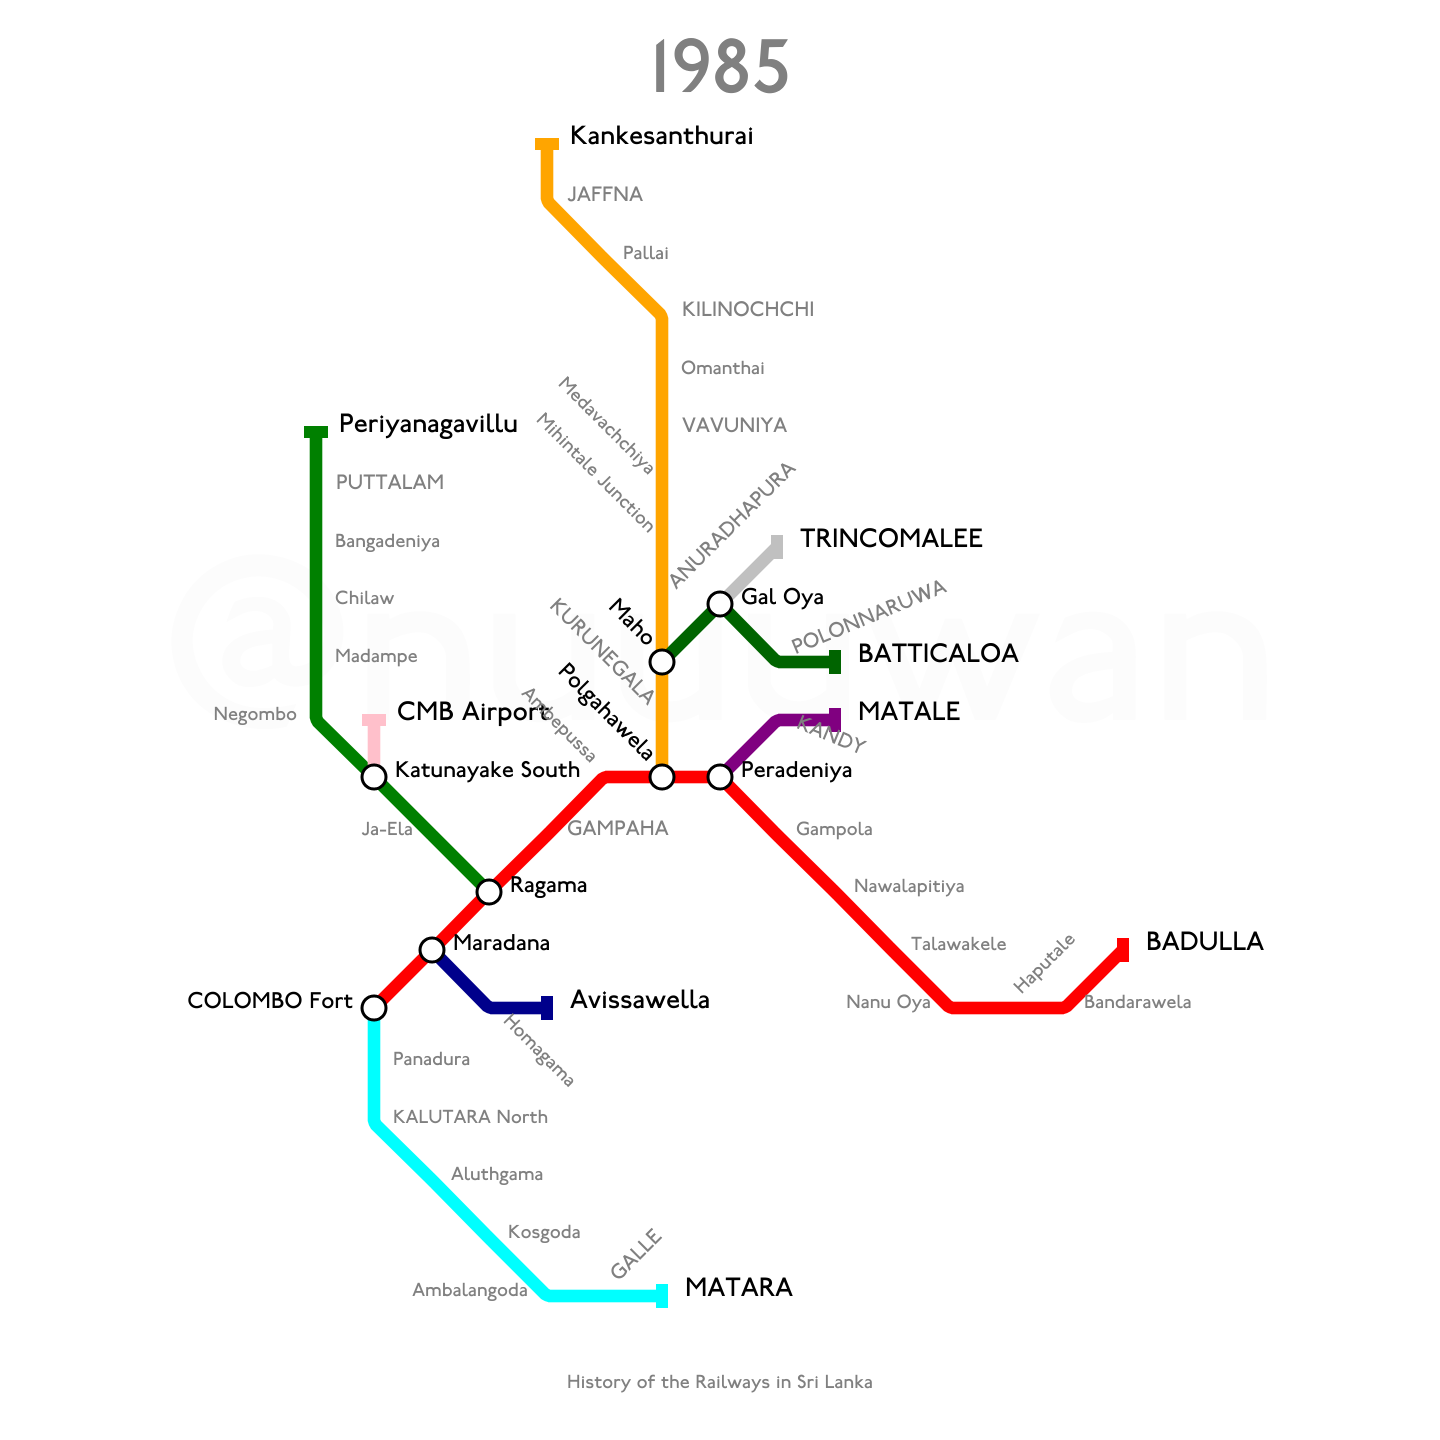 1985
Kankesanthurai
JAFFNA
Pallai
KILINOCHCHI
Omanthai
Medavachchiya
Mihintale Junction
VAVUNIYA
Periyanagavillu
PUTTALAM
ANURADHAPURA
Bangadeniya
TRINCOMALEE
Chilaw
KURUNEGALA
Maho
Gal Oya
POLONNARUWA
Madampe
BATTICALOA
Negombo
CMB Airport
Ambepussa
Polgahawela
MATALE
KANDY
Katunayake South
Peradeniya
Ja-Ela
GAMPAHA
Gampola
Ragama
Nawalapitiya
Maradana
Talawakele
Haputale
BADULLA
COLOMBO Fort
Avissawella
Nanu Oya
Bandarawela
Homagama
Panadura
KALUTARA North
Aluthgama
Kosgoda
GALLE
Ambalangoda
MATARA
History of the Railways in Sri Lanka